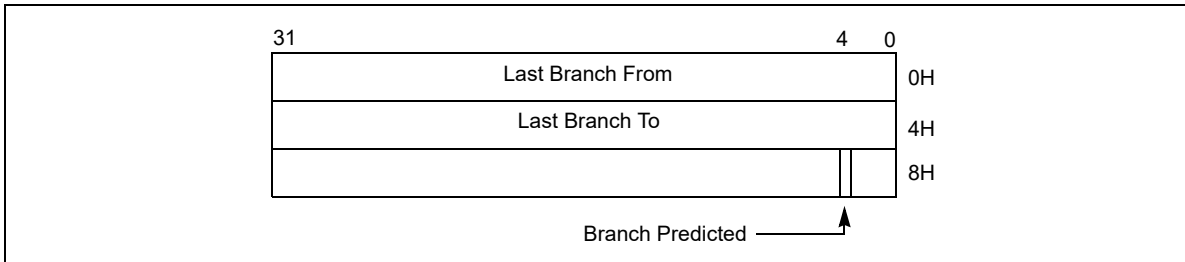 31 4 0
Last Branch From 0H
Last Branch To 4H
8H
Branch Predicted